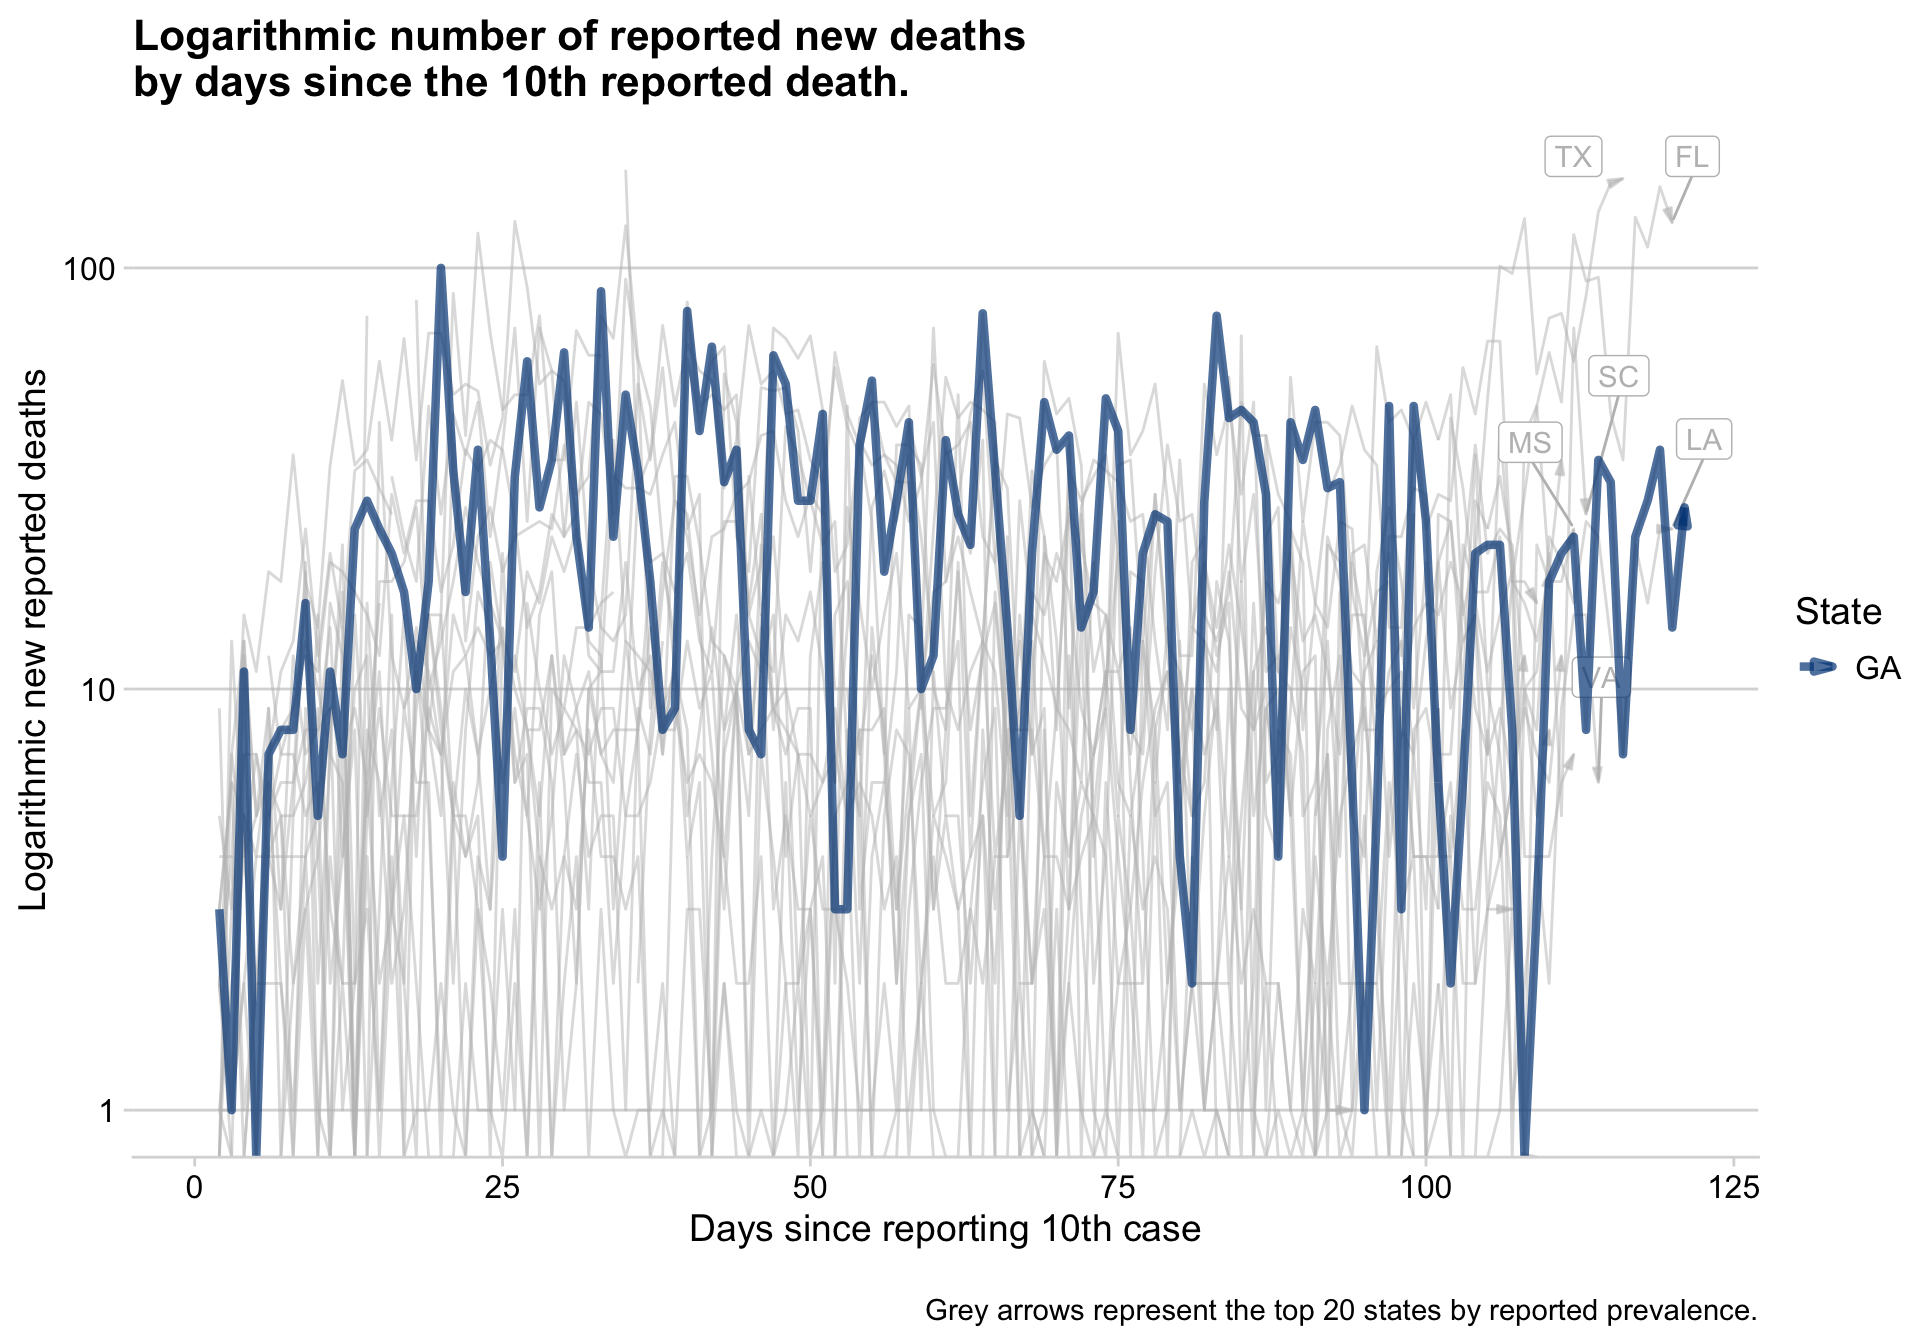 Logarithmic number of reported new deaths
by days since the 10th reported death.
TX
FL
SC
MS
LA
VA
100
10
1
Logarithmic new reported deaths
0
25
50
75
100
125
Days since reporting 10th case
State
GA
Grey arrows represent the top 20 states by reported prevalence.